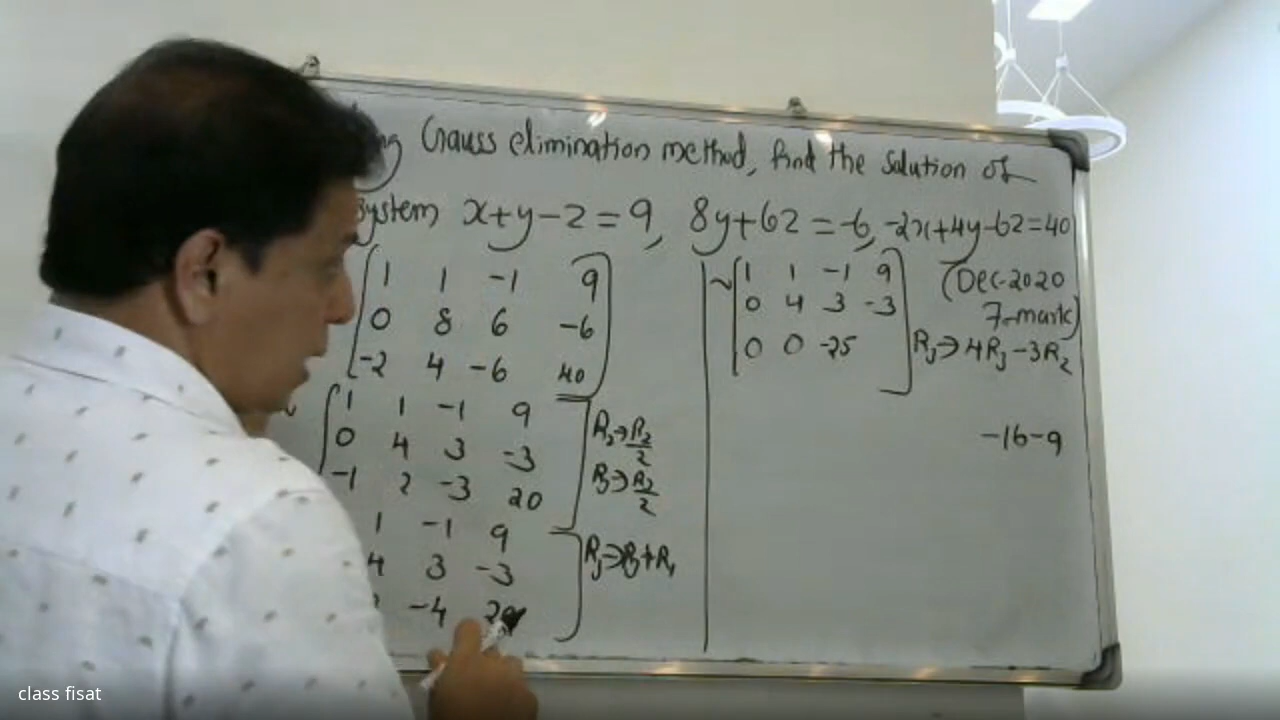 Gauss elimination method, find the solution of
system x+y-z=9, 8y+6z=-6, -2x+4y-6z=40
1 1 -1 9
0 8 6 -6
-2 4 -6 40
~ 1 1 -1 9
0 4 3 -3
-1 2 -3 20
R2→R2/2
R3→R2/2
1 -1 9
4 3 -3
-4
R3→R3+R1
~ 1 1 -1 9
0 4 3 -3
0 0 -25
(Dec-2020
7-mark)
R3→4R3-3R2
-16-9
class fisat